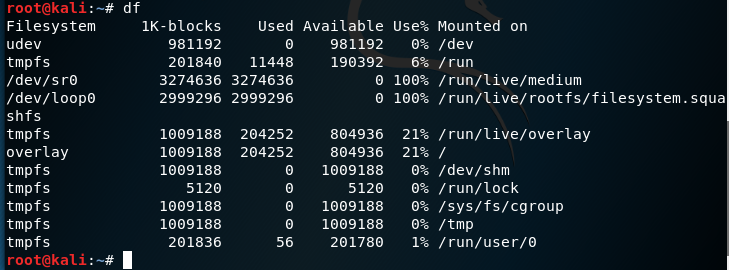 root@kali:~# df
Filesystem     1K-blocks    Used Available Use% Mounted on
udev              981192       0    981192   0% /dev
tmpfs             201840   11448    190392   6% /run
/dev/sr0         3274636 3274636         0 100% /run/live/medium
/dev/loop0       2999296 2999296         0 100% /run/live/rootfs/filesystem.squa
shfs
tmpfs            1009188  204252    804936  21% /run/live/overlay
overlay          1009188  204252    804936  21% /
tmpfs            1009188       0   1009188   0% /dev/shm
tmpfs               5120       0      5120   0% /run/lock
tmpfs            1009188       0   1009188   0% /sys/fs/cgroup
tmpfs            1009188       0   1009188   0% /tmp
tmpfs             201836      56    201780   1% /run/user/0
root@kali:~#